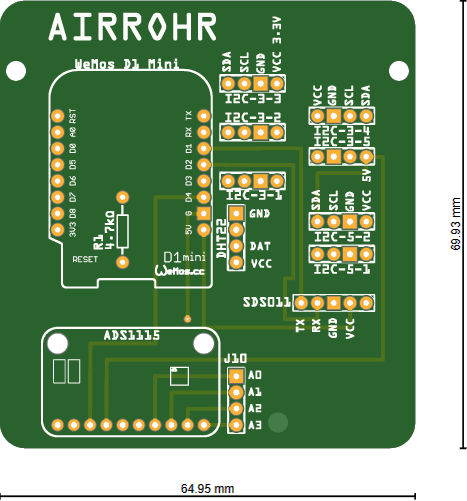 AIRROHR
SDA
SCL
GND
VCC 3.3V
WeMos D1 Mini
I2C-3-3
VCC
GND
SCL
SDA
I2C-3-2
I2C-5-4
RST
A0
D0
D5
D6
D7
D8
3V3
TX
RX
D1
D2
D3
D4
G
5V
I2C-5-3
5V
I2C-3-1
SDA
SCL
GND
VCC
R1
4.7kΩ
DHT22
GND
DAT
VCC
I2C-5-2
RESET
D1mini
WeMos.cc
I2C-5-1
SDS011
TX
RX
GND
VCC
ADS1115
J10
A0
A1
A2
A3
69.93 mm
64.95 mm